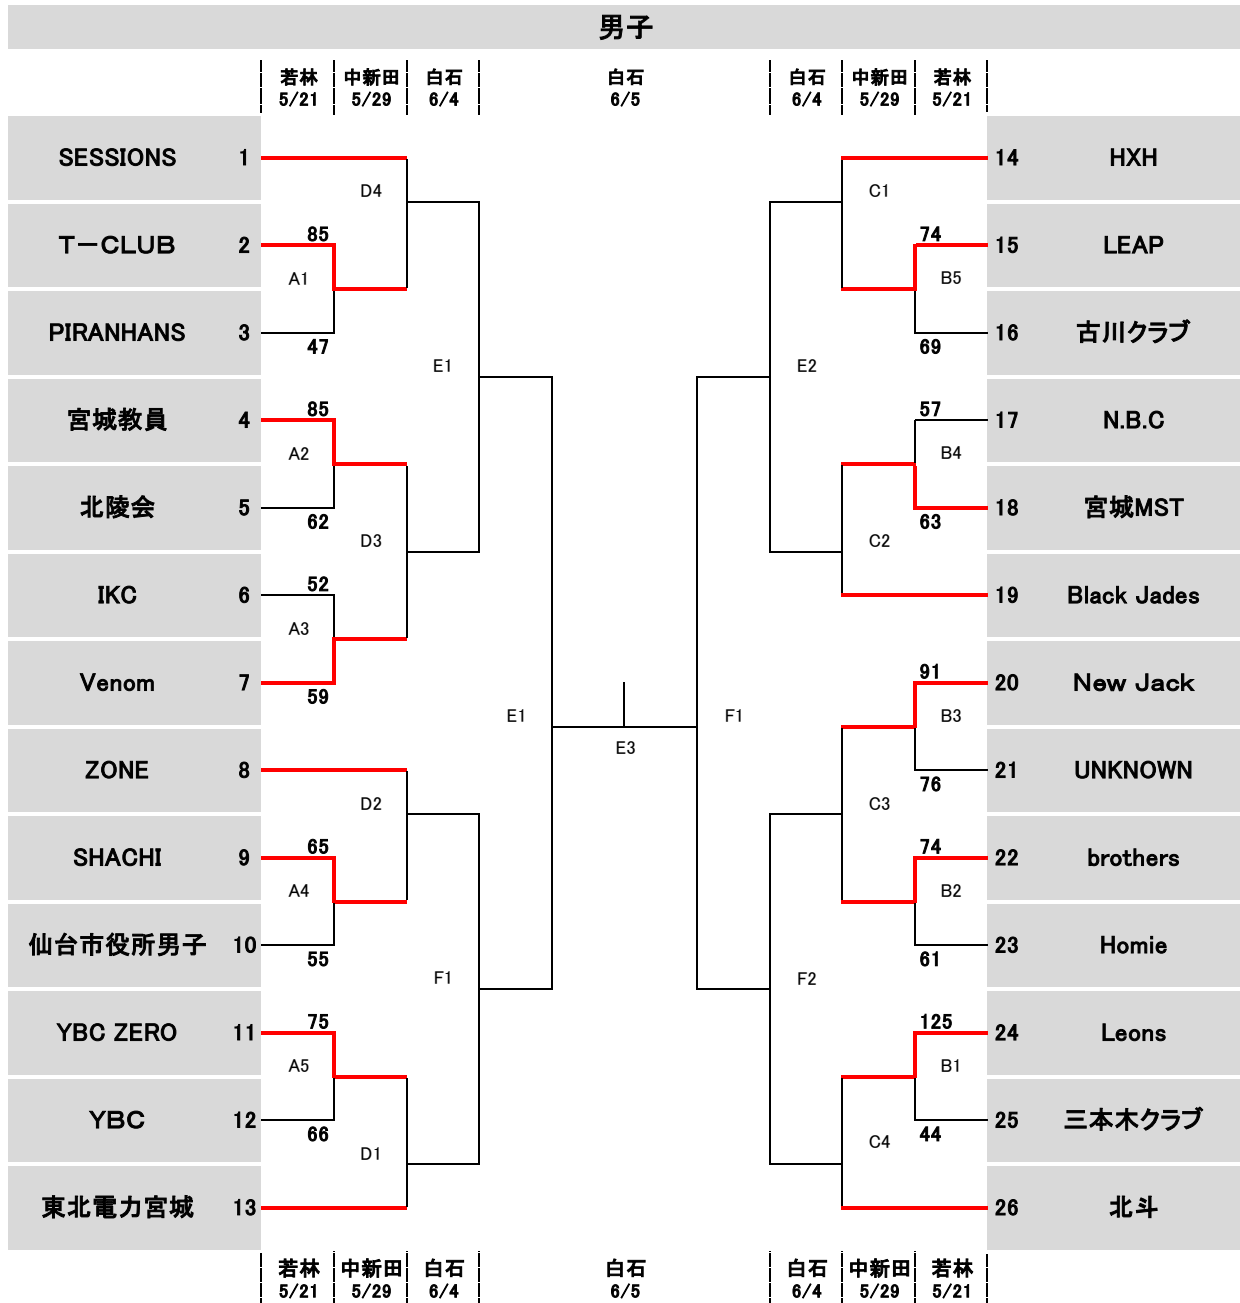 男子
若林 中新田 白石 白石 白石 中新田 若林
5/21 5/29 6/4 6/5 6/4 5/29 5/21
SESSIONS 1 14 HXH
D4 C1
T－CLUB 2 85 74 15 LEAP
A1 B5
PIRANHANS 3 47 69 16 古川クラブ
E1 E2
宮城教員 4 85 57 17 N.B.C
A2 B4
北陵会 5 62 63 18 宮城MST
D3 C2
IKC 6 52 19 Black Jades
A3
Venom 7 59 91 20 New Jack
E1 F1 B3
E3
ZONE 8 76 21 UNKNOWN
D2 C3
SHACHI 9 65 74 22 brothers
A4 B2
仙台市役所男子 10 55 61 23 Homie
F1 F2
YBC ZERO 11 75 125 24 Leons
A5 B1
YBC 12 66 44 25 三本木クラブ
D1 C4
東北電力宮城 13 26 北斗
若林 中新田 白石 白石 白石 中新田 若林
5/21 5/29 6/4 6/5 6/4 5/29 5/21